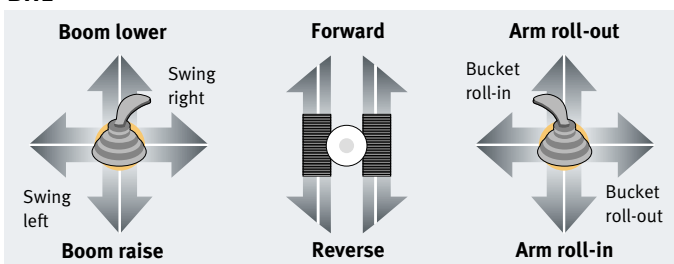 Boom lower
Forward
Arm roll-out
Swing
right
Bucket
roll-in
Swing
left
Bucket
roll-out
Boom raise
Reverse
Arm roll-in